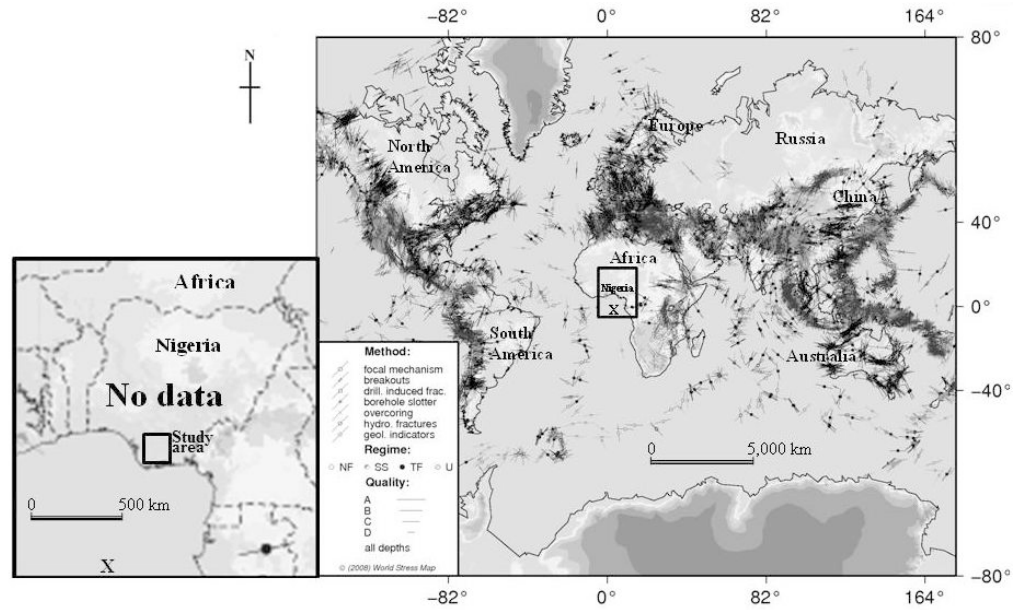 −82° 0° 82° 164°
80°
N
Europe
Russia
North
America
China
40°
Africa
Nigeria
X
0°
South
America
Australia
−40°
5,000 km
0
−80°
−82° 0° 82° 164°
Africa
Nigeria
No data
Study
area
0 500 km
X
Method:
focal mechanism
breakouts
drill. induced frac.
borehole slotter
overcoring
hydro. fractures
geol. indicators
Regime:
NF SS TF U
Quality:
A
B
C
D
all depths
© (2008) World Stress Map